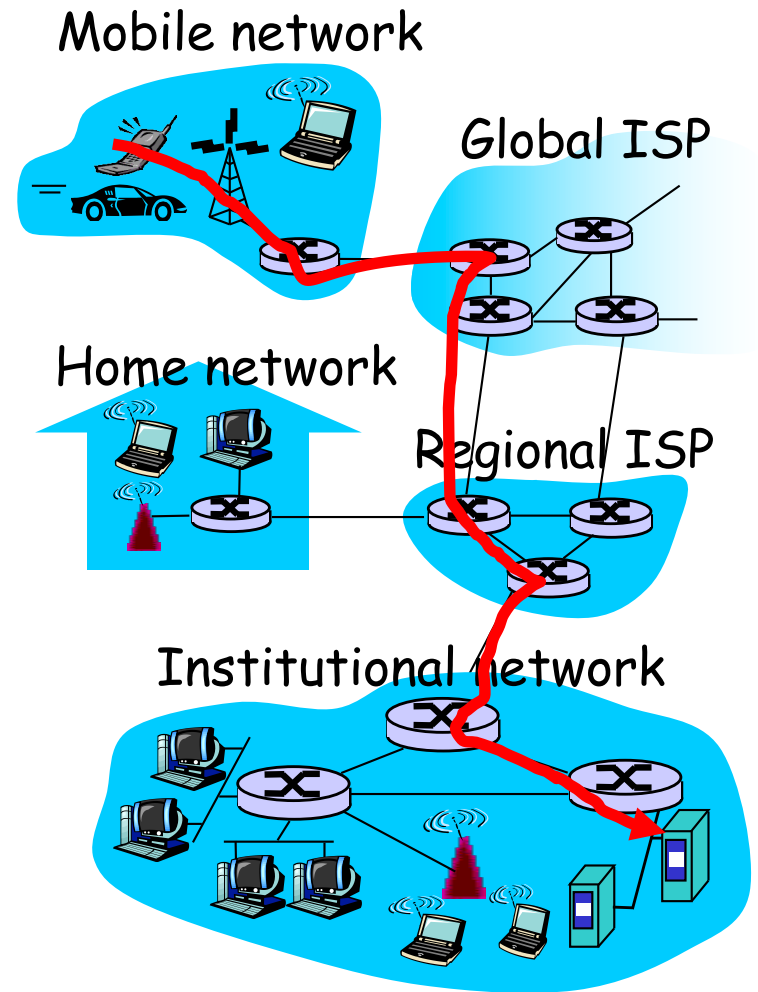 Mobile network
Global ISP
Home network
Regional ISP
Institutional network